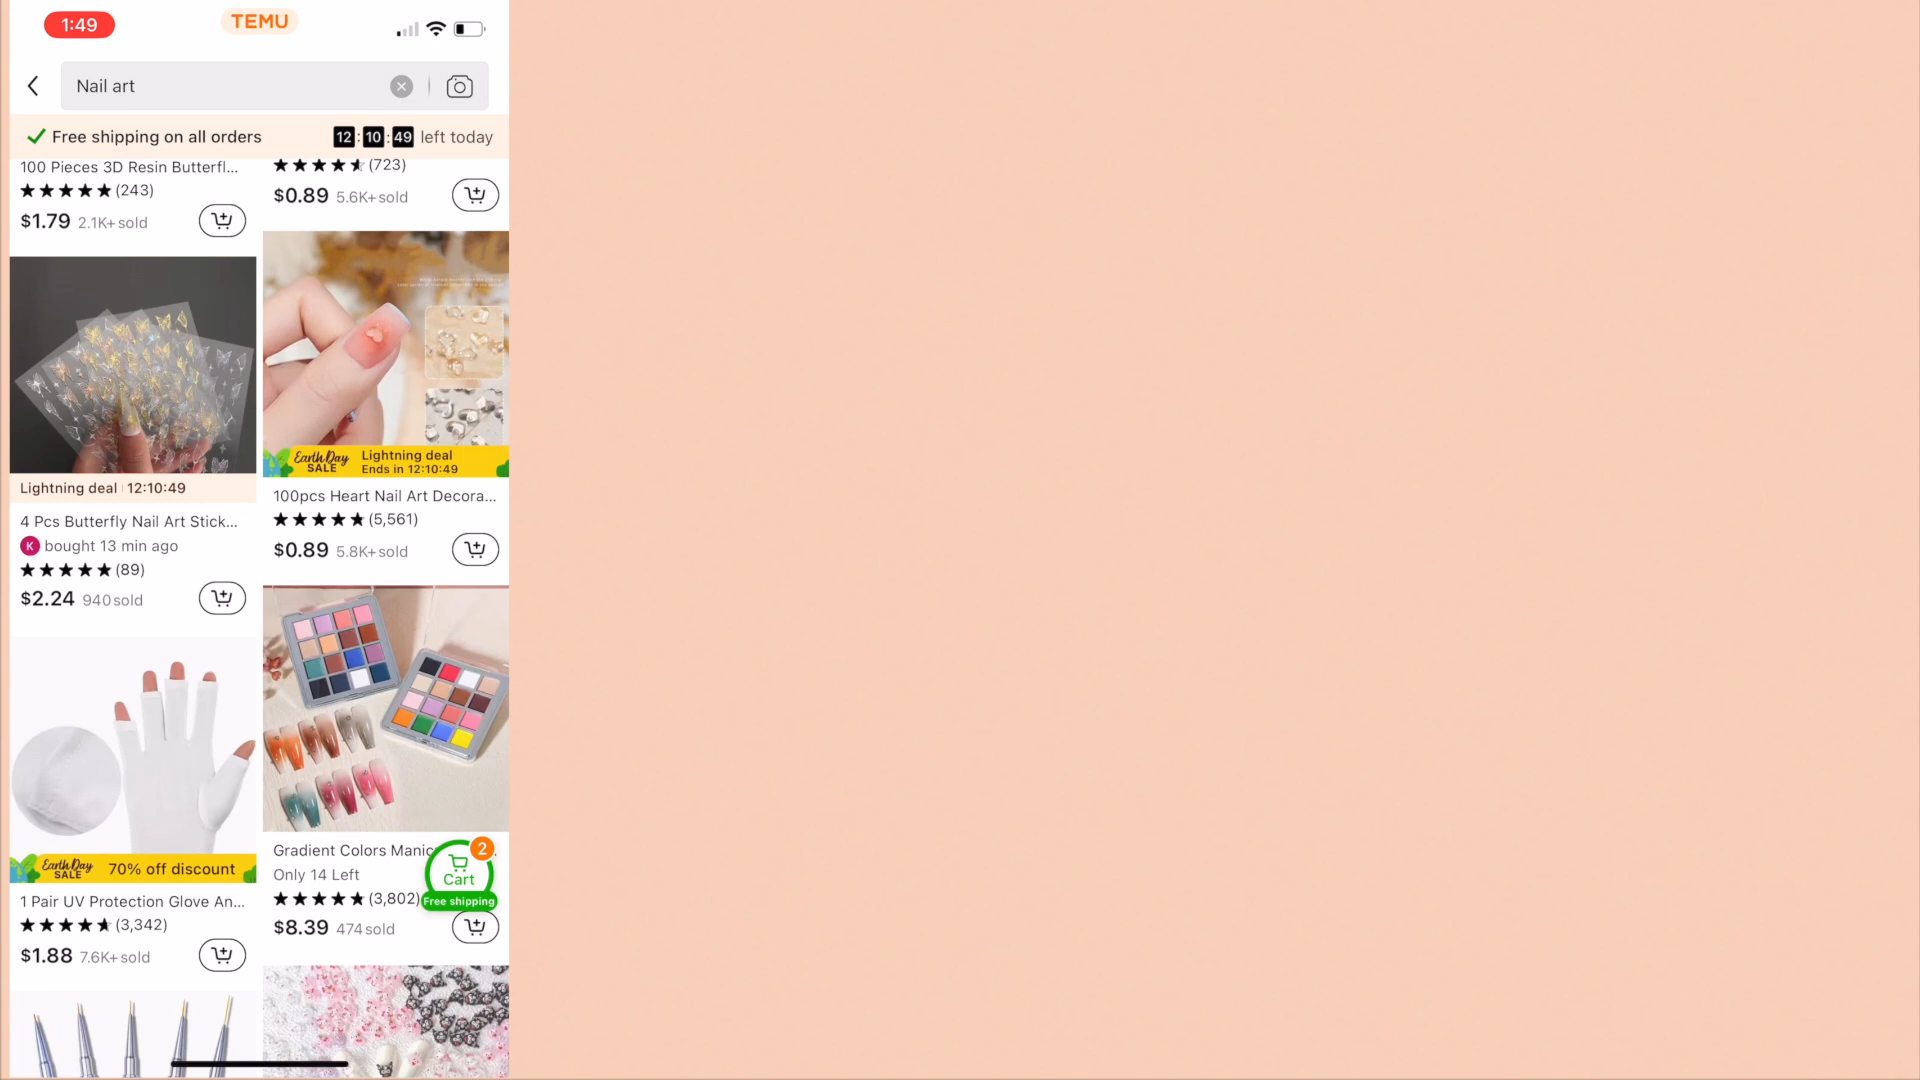 1:49
TEMU
Nail art
Free shipping on all orders
12:10:49 left today
100 Pieces 3D Resin Butterfl...
(243)
$1.79 2.1K+ sold
(723)
$0.89 5.6K+ sold
Lightning deal 12:10:49
4 Pcs Butterfly Nail Art Stick...
K bought 13 min ago
(89)
$2.24 940 sold
Earth Day
SALE
Lightning deal
Ends in 12:10:49
100pcs Heart Nail Art Decora...
(5,561)
$0.89 5.8K+ sold
Earth Day
SALE
70% off discount
1 Pair UV Protection Glove An...
(3,342)
$1.88 7.6K+ sold
Gradient Colors Manic
Only 14 Left
(3,802)
$8.39 474 sold
2
Cart
Free shipping